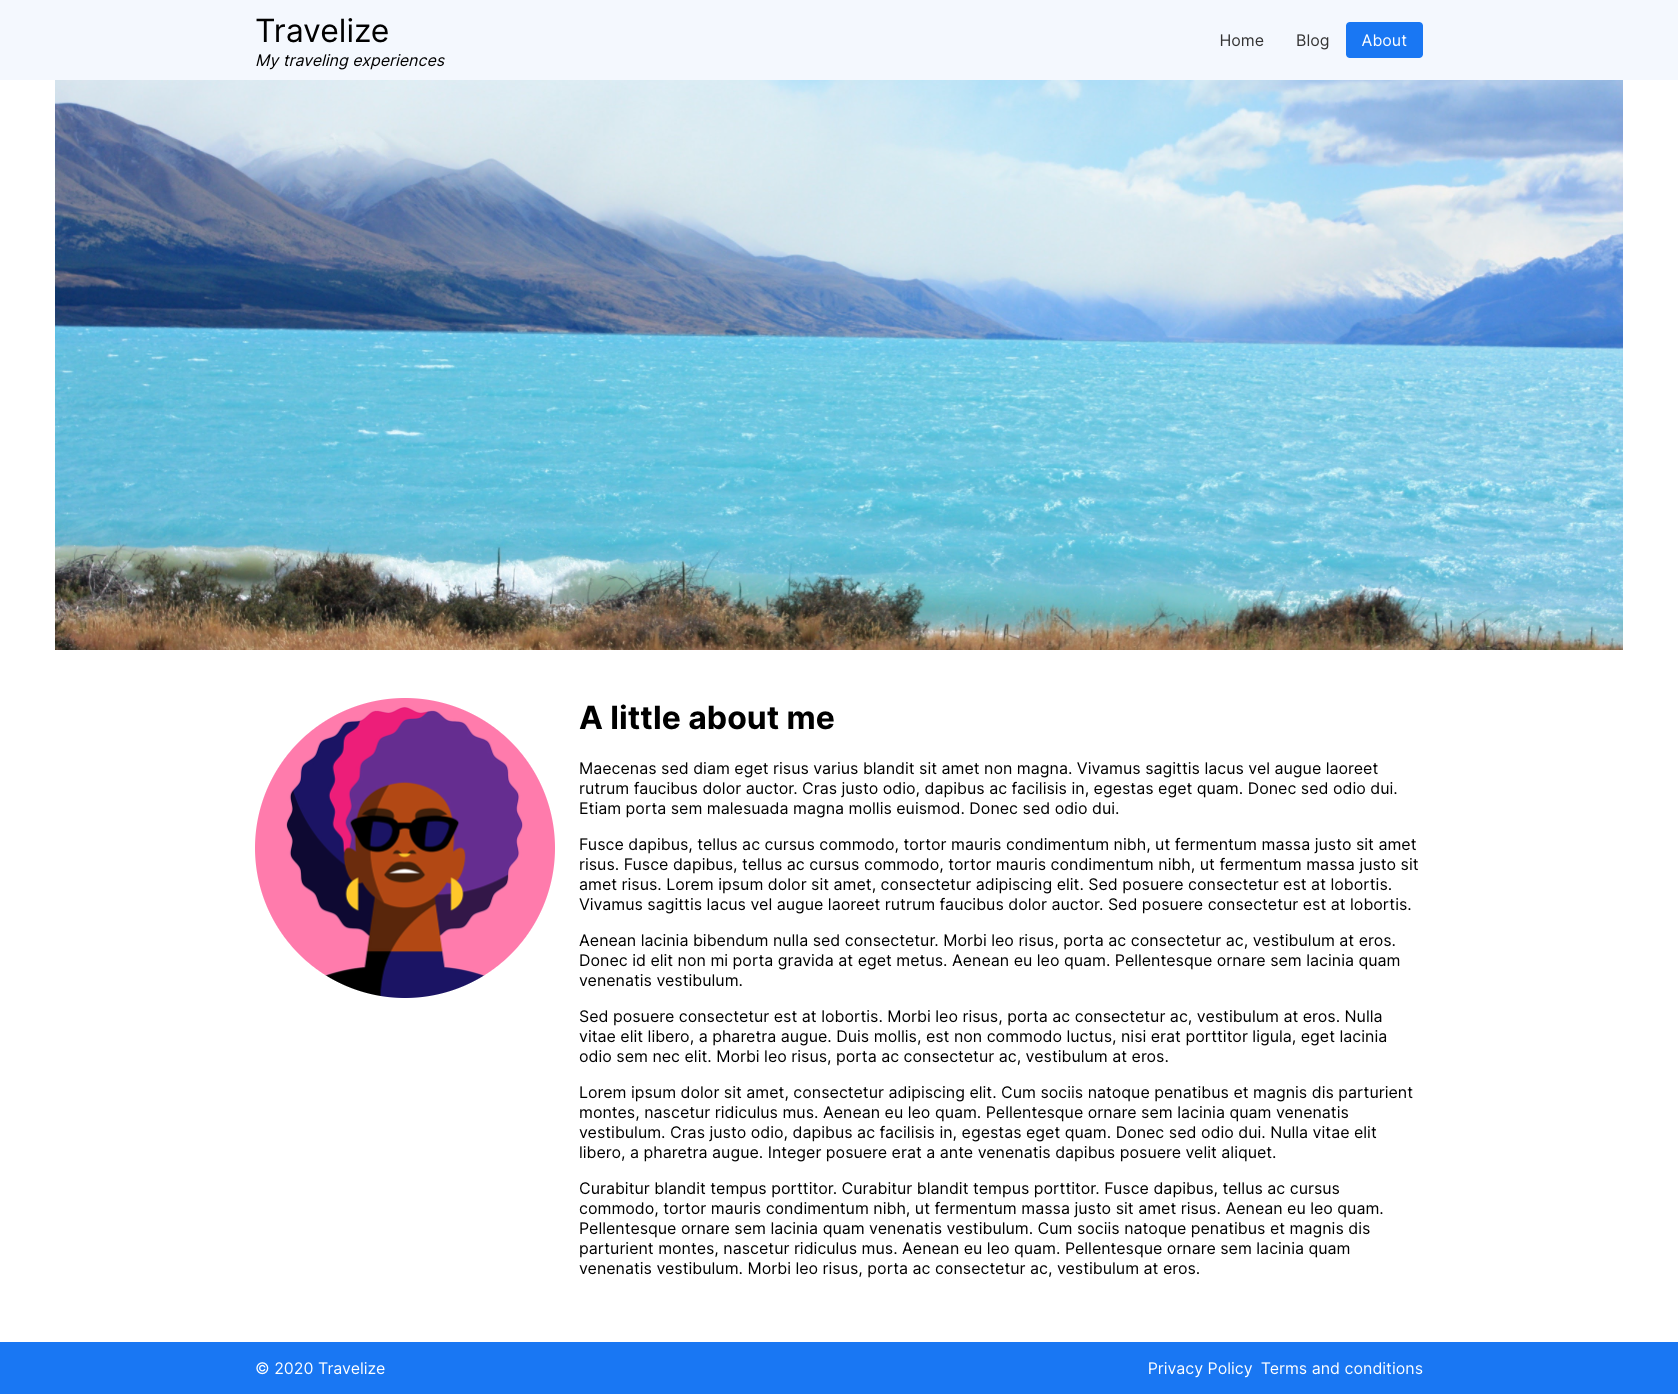 Travelize
My traveling experiences
Home Blog About
A little about me
Maecenas sed diam eget risus varius blandit sit amet non magna. Vivamus sagittis lacus vel augue laoreet
rutrum faucibus dolor auctor. Cras justo odio, dapibus ac facilisis in, egestas eget quam. Donec sed odio dui.
Etiam porta sem malesuada magna mollis euismod. Donec sed odio dui.
Fusce dapibus, tellus ac cursus commodo, tortor mauris condimentum nibh, ut fermentum massa justo sit amet
risus. Fusce dapibus, tellus ac cursus commodo, tortor mauris condimentum nibh, ut fermentum massa justo sit
amet risus. Lorem ipsum dolor sit amet, consectetur adipiscing elit. Sed posuere consectetur est at lobortis.
Vivamus sagittis lacus vel augue laoreet rutrum faucibus dolor auctor. Sed posuere consectetur est at lobortis.
Aenean lacinia bibendum nulla sed consectetur. Morbi leo risus, porta ac consectetur ac, vestibulum at eros.
Donec id elit non mi porta gravida at eget metus. Aenean eu leo quam. Pellentesque ornare sem lacinia quam
venenatis vestibulum.
Sed posuere consectetur est at lobortis. Morbi leo risus, porta ac consectetur ac, vestibulum at eros. Nulla
vitae elit libero, a pharetra augue. Duis mollis, est non commodo luctus, nisi erat porttitor ligula, eget lacinia
odio sem nec elit. Morbi leo risus, porta ac consectetur ac, vestibulum at eros.
Lorem ipsum dolor sit amet, consectetur adipiscing elit. Cum sociis natoque penatibus et magnis dis parturient
montes, nascetur ridiculus mus. Aenean eu leo quam. Pellentesque ornare sem lacinia quam venenatis
vestibulum. Cras justo odio, dapibus ac facilisis in, egestas eget quam. Donec sed odio dui. Nulla vitae elit
libero, a pharetra augue. Integer posuere erat a ante venenatis dapibus posuere velit aliquet.
Curabitur blandit tempus porttitor. Curabitur blandit tempus porttitor. Fusce dapibus, tellus ac cursus
commodo, tortor mauris condimentum nibh, ut fermentum massa justo sit amet risus. Aenean eu leo quam.
Pellentesque ornare sem lacinia quam venenatis vestibulum. Cum sociis natoque penatibus et magnis dis
parturient montes, nascetur ridiculus mus. Aenean eu leo quam. Pellentesque ornare sem lacinia quam
venenatis vestibulum. Morbi leo risus, porta ac consectetur ac, vestibulum at eros.
© 2020 Travelize
Privacy Policy Terms and conditions